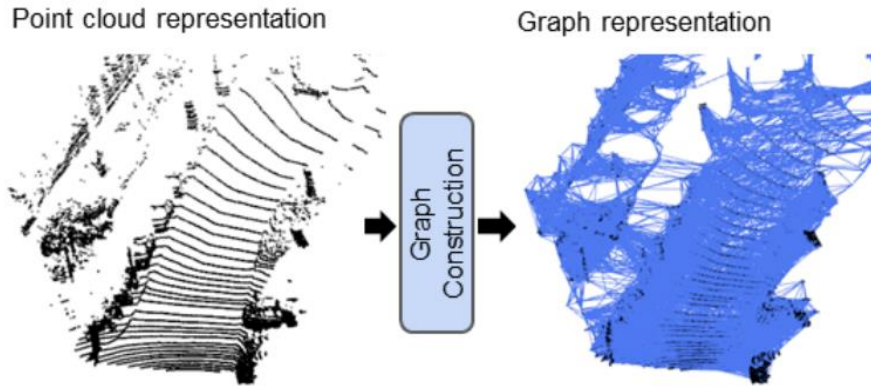 Point cloud representation
Graph representation
Graph
Construction